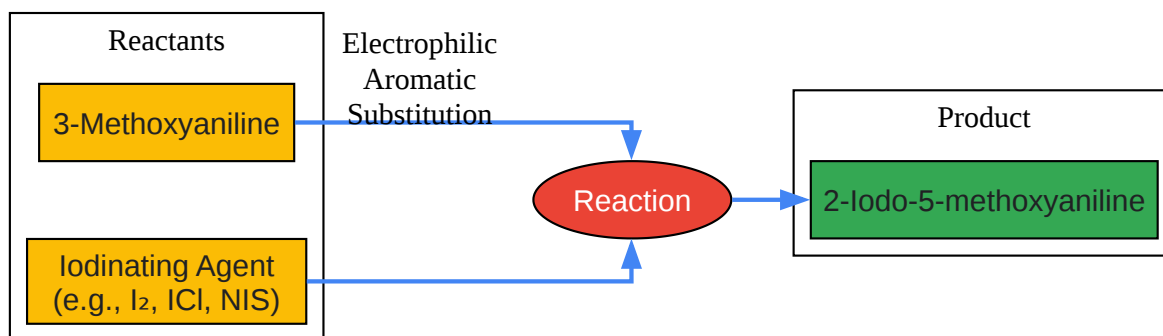 Reactants
3-Methoxyaniline
Iodinating Agent
(e.g., I₂, ICl, NIS)
Electrophilic
Aromatic
Substitution
Reaction
Product
2-Iodo-5-methoxyaniline